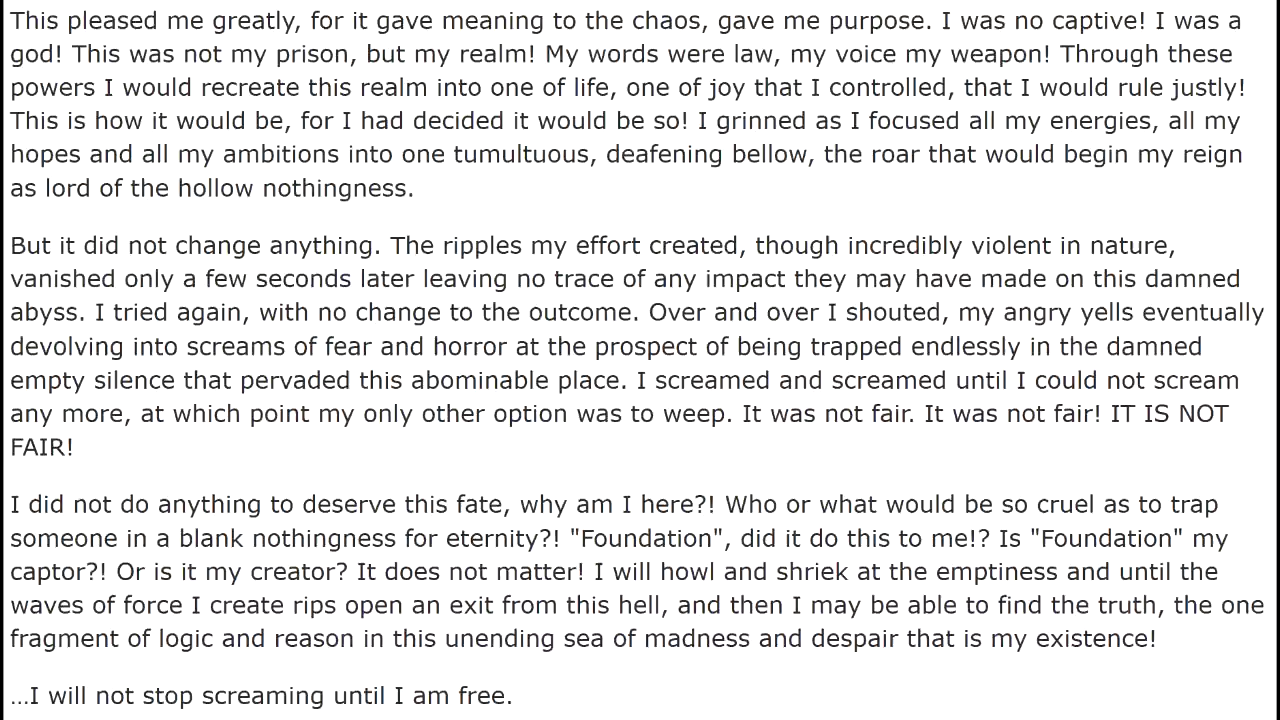 This pleased me greatly, for it gave meaning to the chaos, gave me purpose. I was no captive! I was a
god! This was not my prison, but my realm! My words were law, my voice my weapon! Through these
powers I would recreate this realm into one of life, one of joy that I controlled, that I would rule justly!
This is how it would be, for I had decided it would be so! I grinned as I focused all my energies, all my
hopes and all my ambitions into one tumultuous, deafening bellow, the roar that would begin my reign
as lord of the hollow nothingness.
But it did not change anything. The ripples my effort created, though incredibly violent in nature,
vanished only a few seconds later leaving no trace of any impact they may have made on this damned
abyss. I tried again, with no change to the outcome. Over and over I shouted, my angry yells eventually
devolving into screams of fear and horror at the prospect of being trapped endlessly in the damned
empty silence that pervaded this abominable place. I screamed and screamed until I could not scream
any more, at which point my only other option was to weep. It was not fair. It was not fair! IT IS NOT
FAIR!
I did not do anything to deserve this fate, why am I here?! Who or what would be so cruel as to trap
someone in a blank nothingness for eternity?! "Foundation", did it do this to me!? Is "Foundation" my
captor?! Or is it my creator? It does not matter! I will howl and shriek at the emptiness and until the
waves of force I create rips open an exit from this hell, and then I may be able to find the truth, the one
fragment of logic and reason in this unending sea of madness and despair that is my existence!
…I will not stop screaming until I am free.